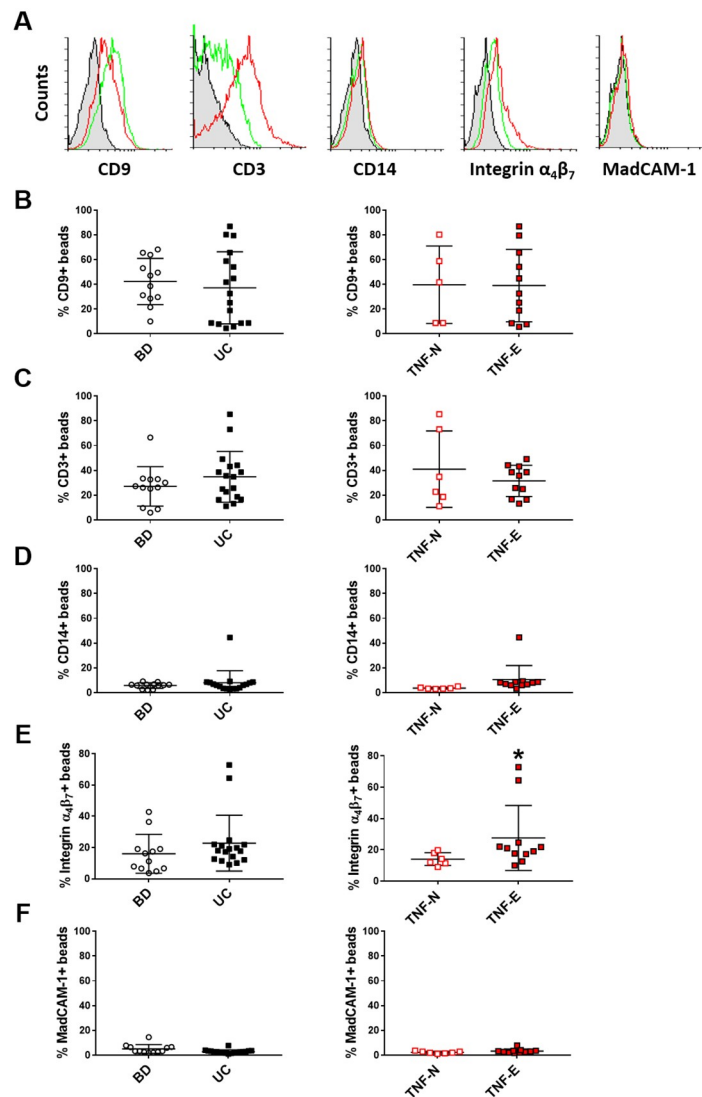 A
Counts
CD9 CD3 CD14 Integrin α4β7 MadCAM-1
B
% CD9+ beads
100
80
60
40
20
0
BD UC
% CD9+ beads
100
80
60
40
20
0
TNF-N TNF-E
C
% CD3+ beads
100
80
60
40
20
0
BD UC
% CD3+ beads
100
80
60
40
20
0
TNF-N TNF-E
D
% CD14+ beads
100
80
60
40
20
0
BD UC
% CD14+ beads
100
80
60
40
20
0
TNF-N TNF-E
E
% Integrin α4β7+ beads
100
80
60
40
20
0
BD UC
% Integrin α4β7+ beads
80
60
40
20
0
*
TNF-N TNF-E
F
% MadCAM-1+ beads
100
80
60
40
20
0
BD UC
% MadCAM-1+ beads
100
80
60
40
20
0
TNF-N TNF-E